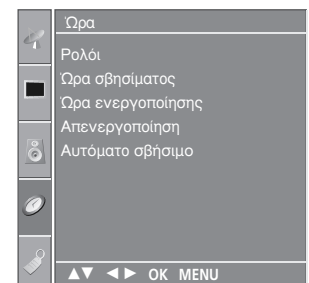 Ώρα
Ρολόι
Ώρα σβησίματος
Ώρα ενεργοποίησης
Απενεργοποίηση
Αυτόματο σβήσιμο
▲▼ ◄► OK MENU